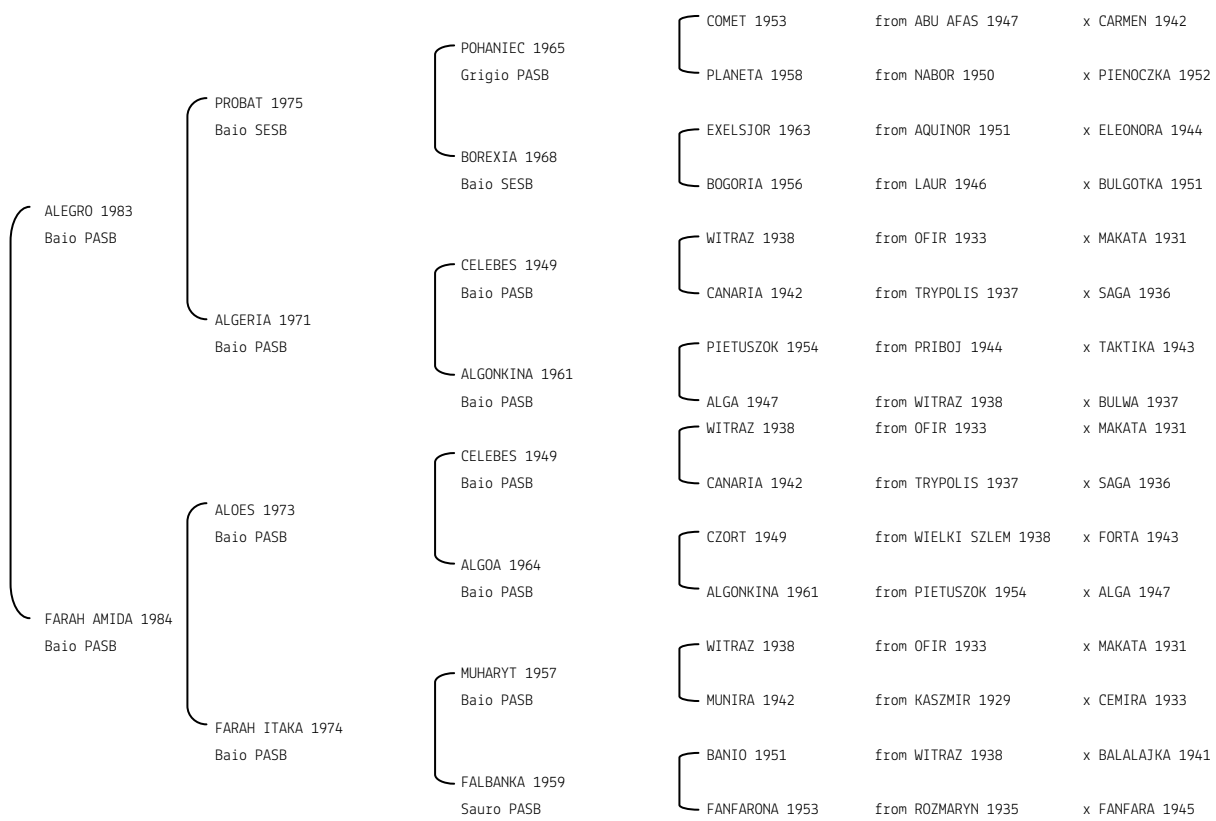 COMET 1953 from ABU AFAS 1947 x CARMEN 1942
POHANIEC 1965
Grigio PASB PLANETA 1958 from NABOR 1950 x PIENOCZKA 1952
PROBAT 1975
Baio SESB EXELSJOR 1963 from AQUINOR 1951 x ELEONORA 1944
BOREXIA 1968
Baio SESB BOGORIA 1956 from LAUR 1946 x BULGOTKA 1951
ALEGRO 1983
Baio PASB WITRAZ 1938 from OFIR 1933 x MAKATA 1931
CELEBES 1949
Baio PASB CANARIA 1942 from TRYPOLIS 1937 x SAGA 1936
ALGERIA 1971
Baio PASB PIETUSZOK 1954 from PRIBOJ 1944 x TAKTIKA 1943
ALGONKINA 1961
Baio PASB ALGA 1947 from WITRAZ 1938 x BULWA 1937
WITRAZ 1938 from OFIR 1933 x MAKATA 1931
CELEBES 1949
Baio PASB CANARIA 1942 from TRYPOLIS 1937 x SAGA 1936
ALOES 1973
Baio PASB CZORT 1949 from WIELKI SZLEM 1938 x FORTA 1943
ALGOA 1964
Baio PASB ALGONKINA 1961 from PIETUSZOK 1954 x ALGA 1947
FARAH AMIDA 1984
Baio PASB WITRAZ 1938 from OFIR 1933 x MAKATA 1931
MUHARYT 1957
Baio PASB MUNIRA 1942 from KASZMIR 1929 x CEMIRA 1933
FARAH ITAKA 1974
Baio PASB BANIO 1951 from WITRAZ 1938 x BALALAJKA 1941
FALBANKA 1959
Sauro PASB FANFARONA 1953 from ROZMARYN 1935 x FANFARA 1945